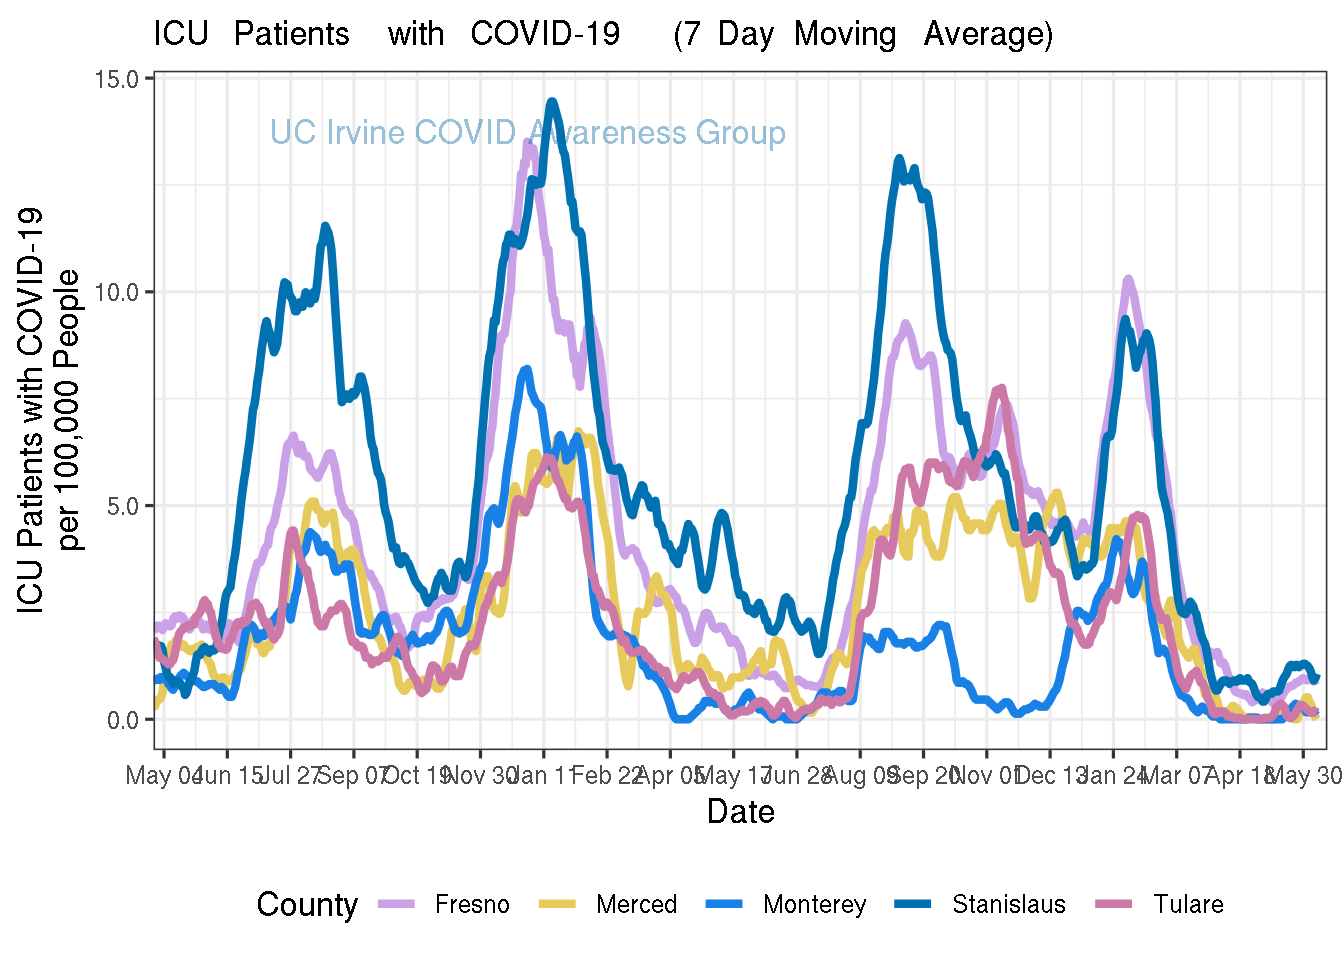 ICU Patients with COVID-19 (7 Day Moving Average)
UC Irvine COVID Awareness Group
ICU Patients with COVID-19
per 100,000 People
15.0
10.0
5.0
0.0
May 04 Jun 15 Jul 27 Sep 07 Oct 19 Nov 30 Jan 11 Feb 22 Apr 05 May 17 Jun 28 Aug 09 Sep 20 Nov 01 Dec 13 Jan 24 Mar 07 Apr 18 May 30
Date
County Fresno Merced Monterey Stanislaus Tulare